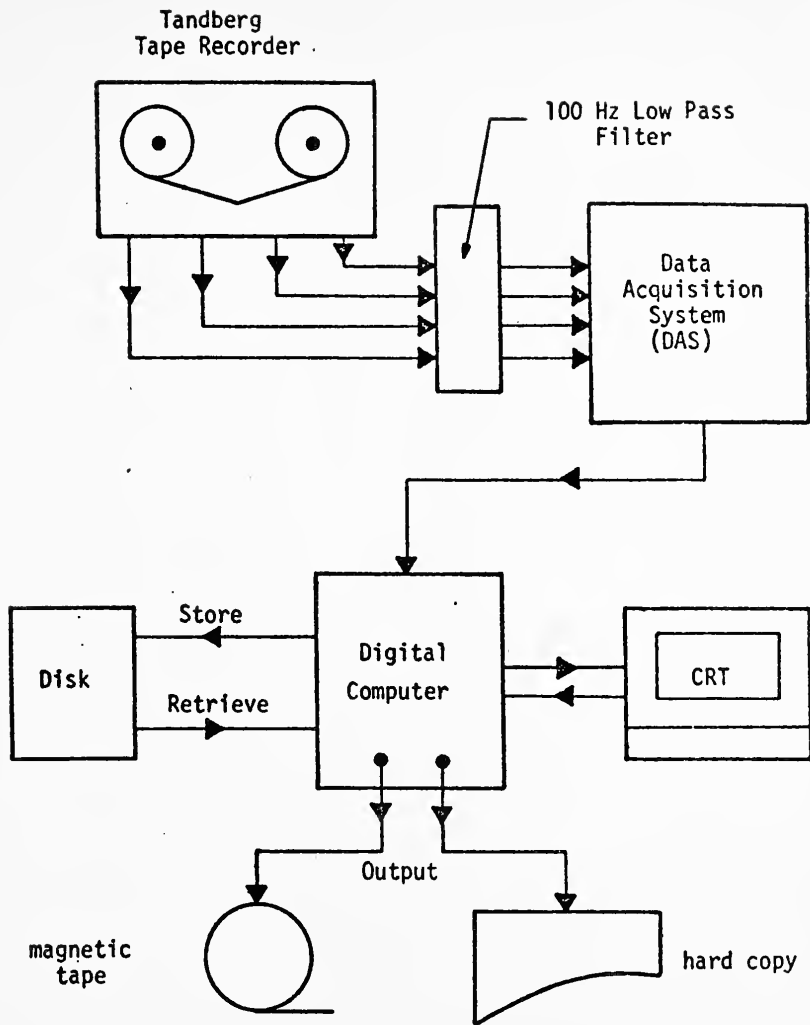 Tandberg
Tape Recorder
100 Hz Low Pass
Filter
Data
Acquisition
System
(DAS)
Store
Disk
Retrieve
Digital
Computer
CRT
Output
magnetic
tape
hard copy